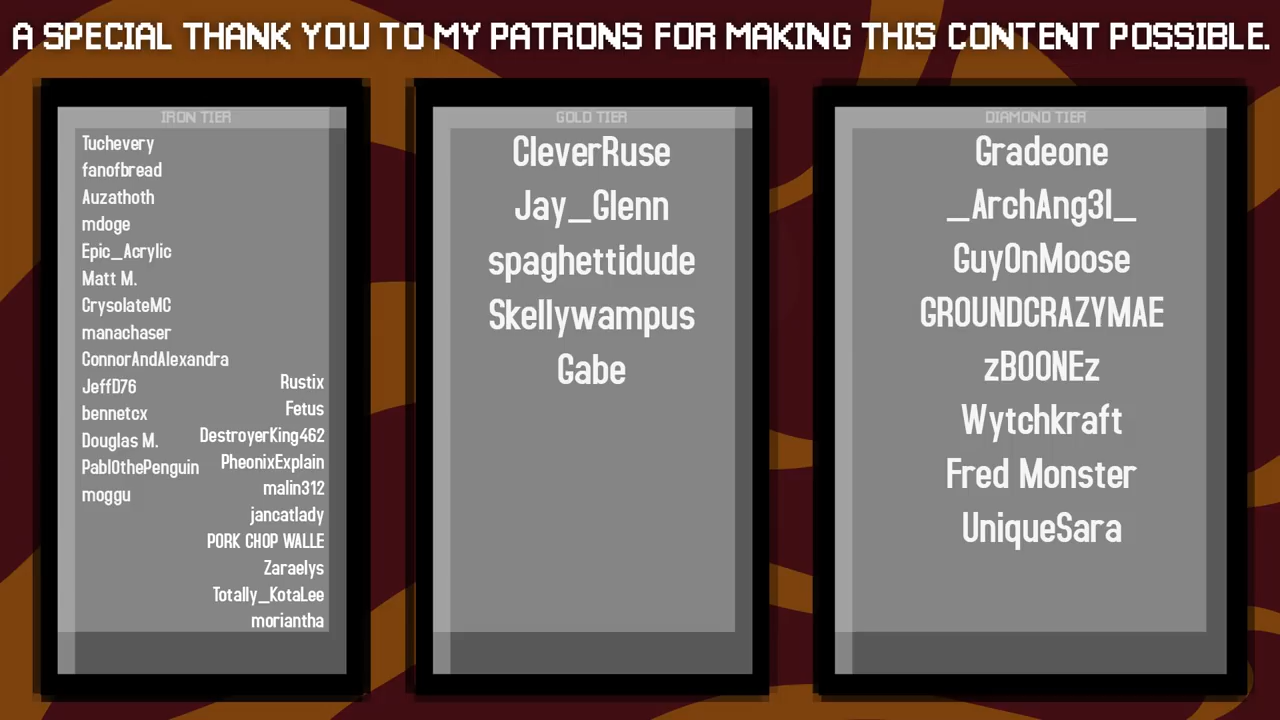 A SPECIAL THANK YOU TO MY PATRONS FOR MAKING THIS CONTENT POSSIBLE.
IRON TIER
Tuchevery
fanofbread
Auzathoth
mdoge
Epic_Acrylic
Matt M.
CrysolateMC
manachaser
ConnorAndAlexandra
JeffD76
bennetcx
Douglas M.
PablOthePenguin
moggu
Rustix
Fetus
DestroyerKing462
PheonixExplain
malin312
jancatlady
PORK CHOP WALLE
Zaraelys
Totally_KotaLee
moriantha
GOLD TIER
CleverRuse
Jay_Glenn
spaghettidude
Skellywampus
Gabe
DIAMOND TIER
Gradeone
_ArchAng3l_
GuyOnMoose
GROUNDCRAZYMAE
zBOONEz
Wytchkraft
Fred Monster
UniqueSara